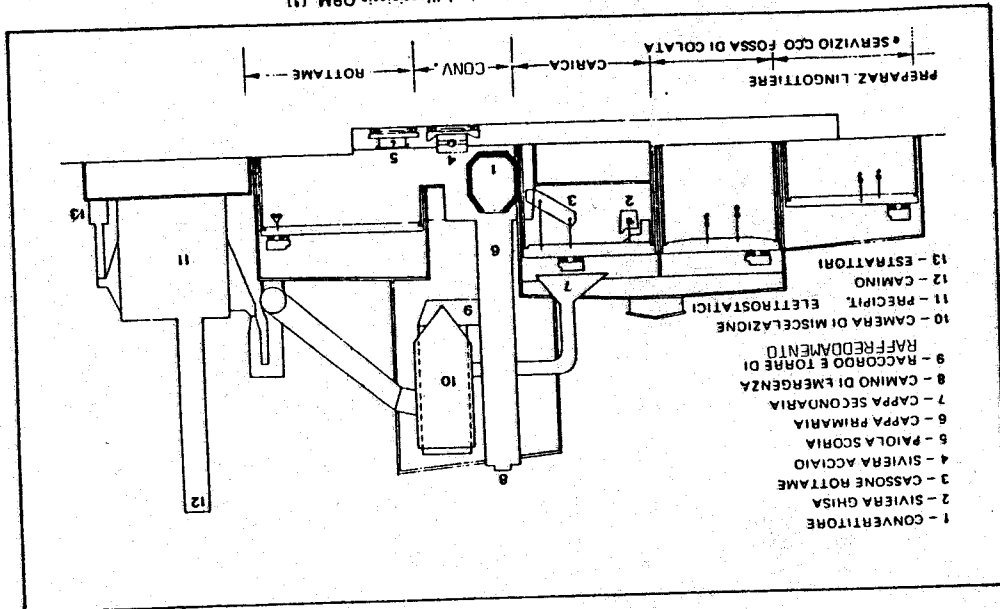 1 - CONVERTITORE
2 - SIVIERA GHISA
3 - CASSONE ROTTAME
4 - SIVIERA ACCIAIO
5 - PAIOLA SCORIA
6 - CAPPA PRIMARIA
7 - CAPPA SECONDARIA
8 - CAMINO DI EMERGENZA
9 - RACCORDO E TORRE DI
RAFFREDDAMENTO
10 - CAMERA DI MISCELAZIONE
11 - PRECIPIT. ELETTROSTATICI
12 - CAMINO
13 - ESTRATTORI
8
12
10
9
7
6
11
13
2
3
1
4
5
PREPARAZ. LINGOTTIERE
e SERVIZIO CCO FOSSA DI COLATA
CARICA
CONV.
ROTTAME
OBM. (1)